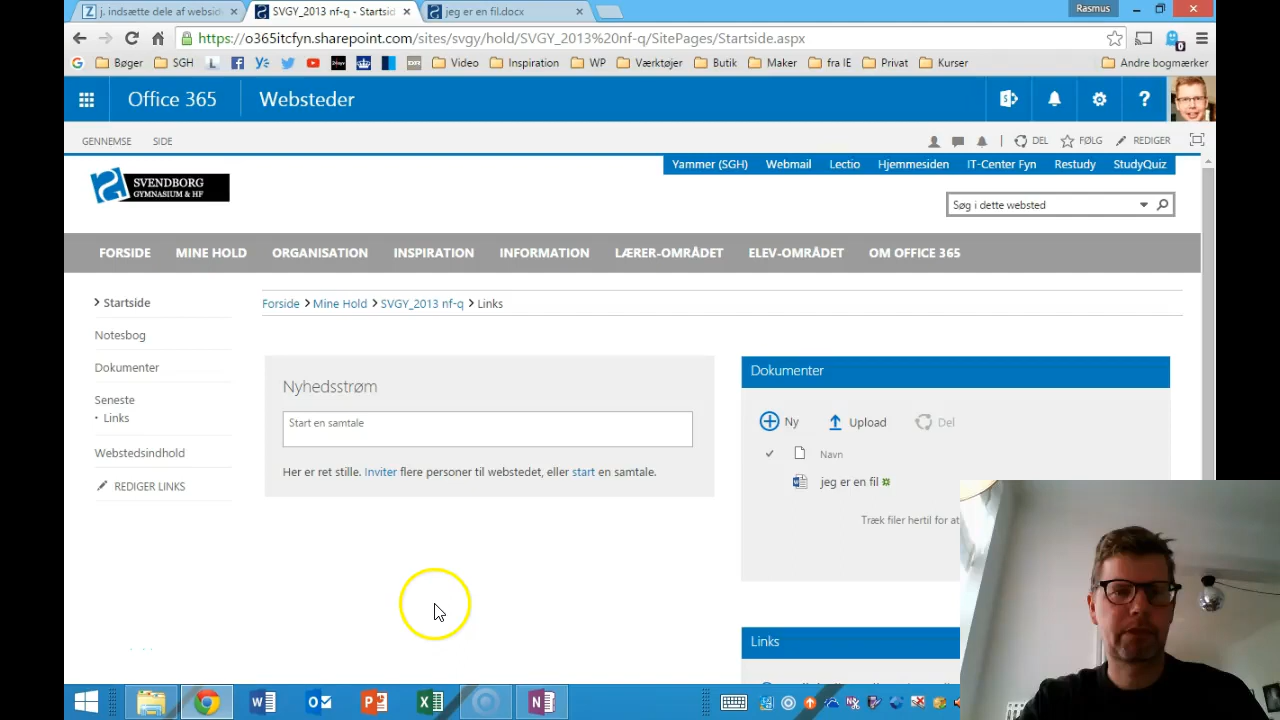 j. indsætte dele af webside
SVGY_2013 nf-q - Startsid
jeg er en fil.docx
Rasmus
https://o365itcfyn.sharepoint.com/sites/svgy/hold/SVGY_2013%20nf-q/SitePages/Startside.aspx
Bøger
SGH
Video
Inspiration
WP
Værktøjer
Butik
Maker
fra IE
Privat
Kurser
Andre bogmærker
Office 365
Websteder
GENNEMSE
SIDE
DEL
FØLG
REDIGER
Yammer (SGH)
Webmail
Lectio
Hjemmesiden
IT-Center Fyn
Restudy
StudyQuiz
SVENDBORG
GYMNASIUM & HF
Søg i dette websted
FORSIDE
MINE HOLD
ORGANISATION
INSPIRATION
INFORMATION
LÆRER-OMRÅDET
ELEV-OMRÅDET
OM OFFICE 365
Startside
Notesbog
Dokumenter
Seneste
Links
Webstedsindhold
REDIGER LINKS
Forside > Mine Hold > SVGY_2013 nf-q > Links
Nyhedsstrøm
Start en samtale
Her er ret stille. Inviter flere personer til webstedet, eller start en samtale.
Dokumenter
Ny
Upload
Del
Navn
jeg er en fil
Træk filer hertil for at
Links